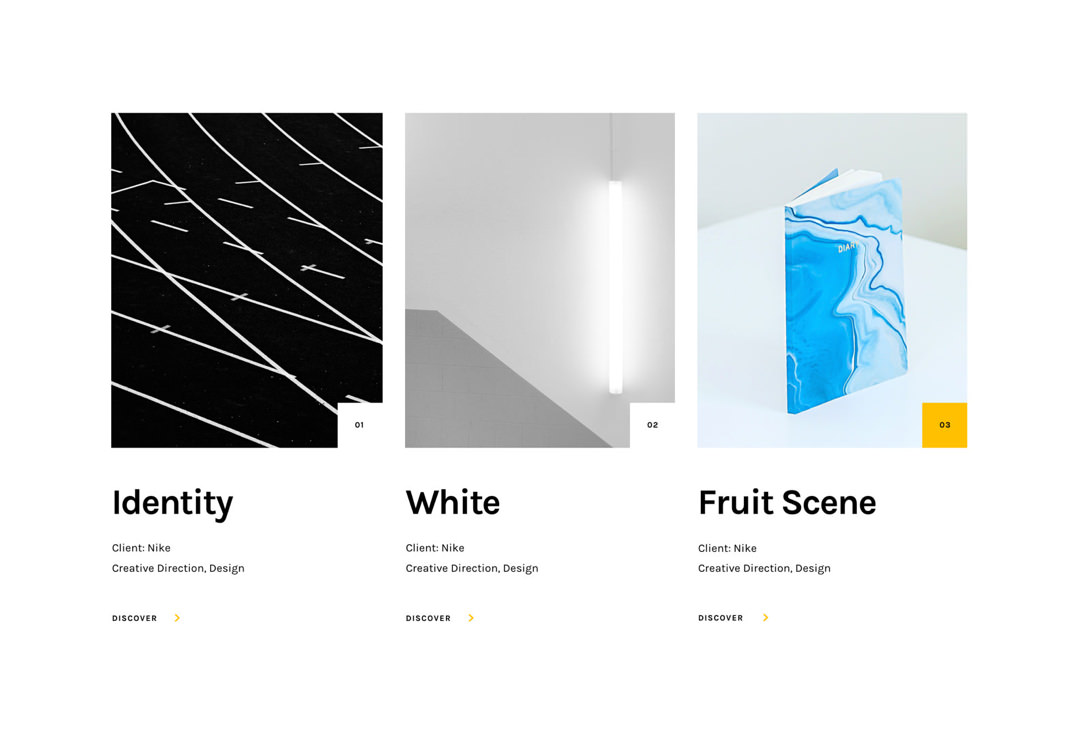 DIARY
01
02
03
Identity
White
Fruit Scene
Client: Nike
Client: Nike
Client: Nike
Creative Direction, Design
Creative Direction, Design
Creative Direction, Design
DISCOVER
DISCOVER
DISCOVER